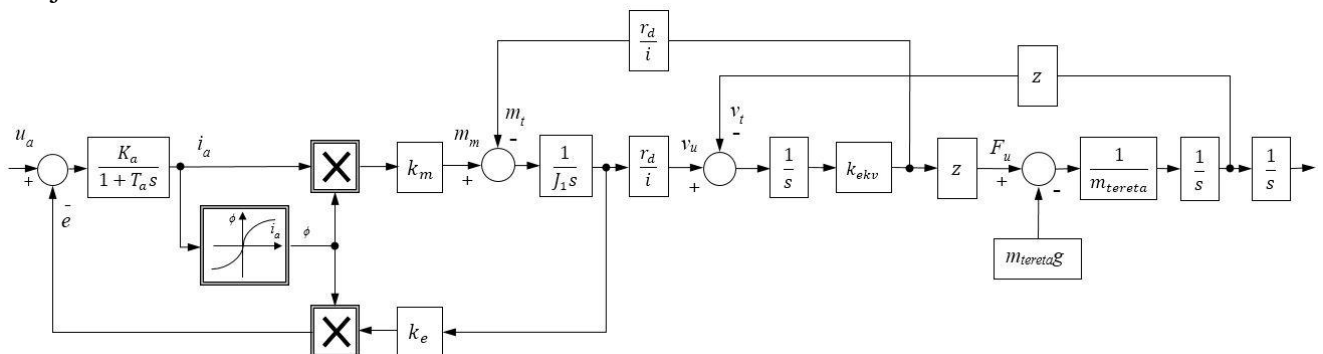 r_d
i
z
u_a
+
-
e
K_a
1 + T_a s
i_a
ϕ
i_a
ϕ
k_m
m_m
+
m_t
-
1
J_1 s
r_d
i
v_u
+
v_t
-
1
s
k_ekv
z
F_u
+
-
1
m_tereta
1
s
1
s
m_tereta g
k_e